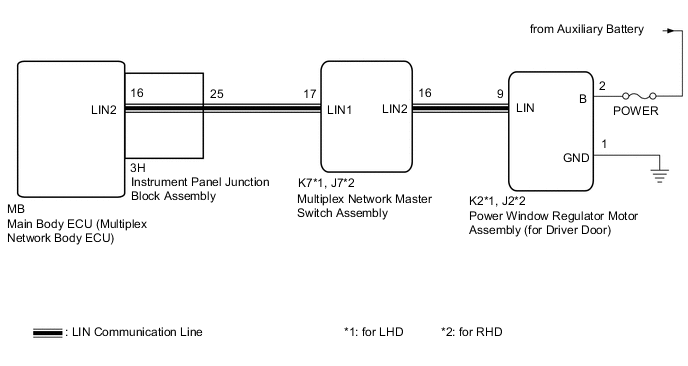 from Auxiliary Battery
2
B
POWER
16
25
17
16
9
LIN2
LIN1
LIN2
LIN
1
GND
3H
Instrument Panel Junction
Block Assembly
K7*1, J7*2
Multiplex Network Master
Switch Assembly
K2*1, J2*2
Power Window Regulator Motor
Assembly (for Driver Door)
MB
Main Body ECU (Multiplex
Network Body ECU)
: LIN Communication Line
*1: for LHD
*2: for RHD